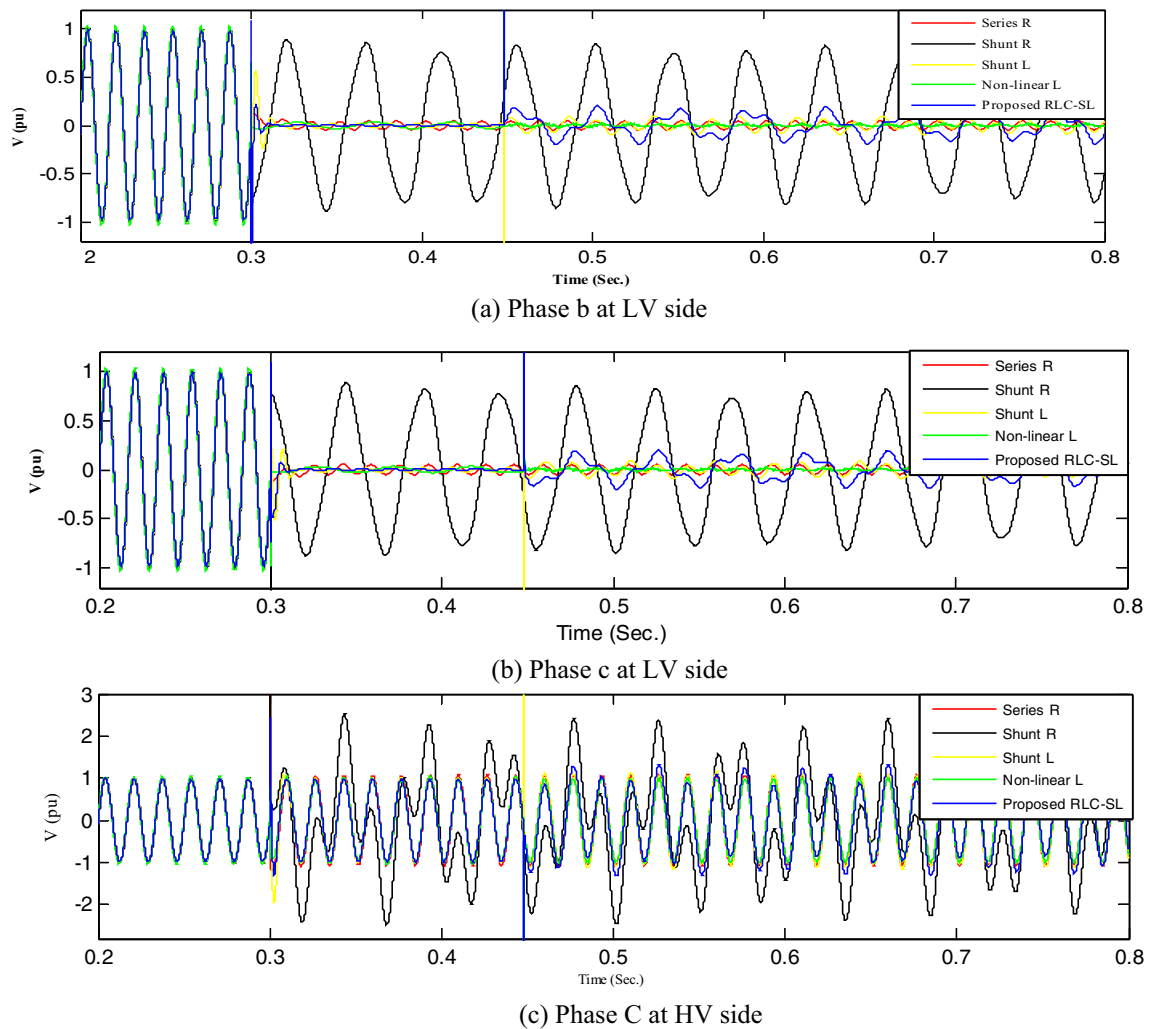 1
0.5
0
-0.5
-1
V (pu)
Series R
Shunt R
Shunt L
Non-linear L
Proposed RLC-SL
2 0.3 0.4 0.5 0.6 0.7 0.8
Time (Sec.)
(a) Phase b at LV side
1
0.5
0
-0.5
-1
V (pu)
Series R
Shunt R
Shunt L
Non-linear L
Proposed RLC-SL
0.2 0.3 0.4 0.5 0.6 0.7 0.8
Time (Sec.)
(b) Phase c at LV side
3
2
1
0
-1
-2
V (pu)
Series R
Shunt R
Shunt L
Non-linear L
Proposed RLC-SL
0.2 0.3 0.4 0.5 0.6 0.7 0.8
Time (Sec.)
(c) Phase C at HV side